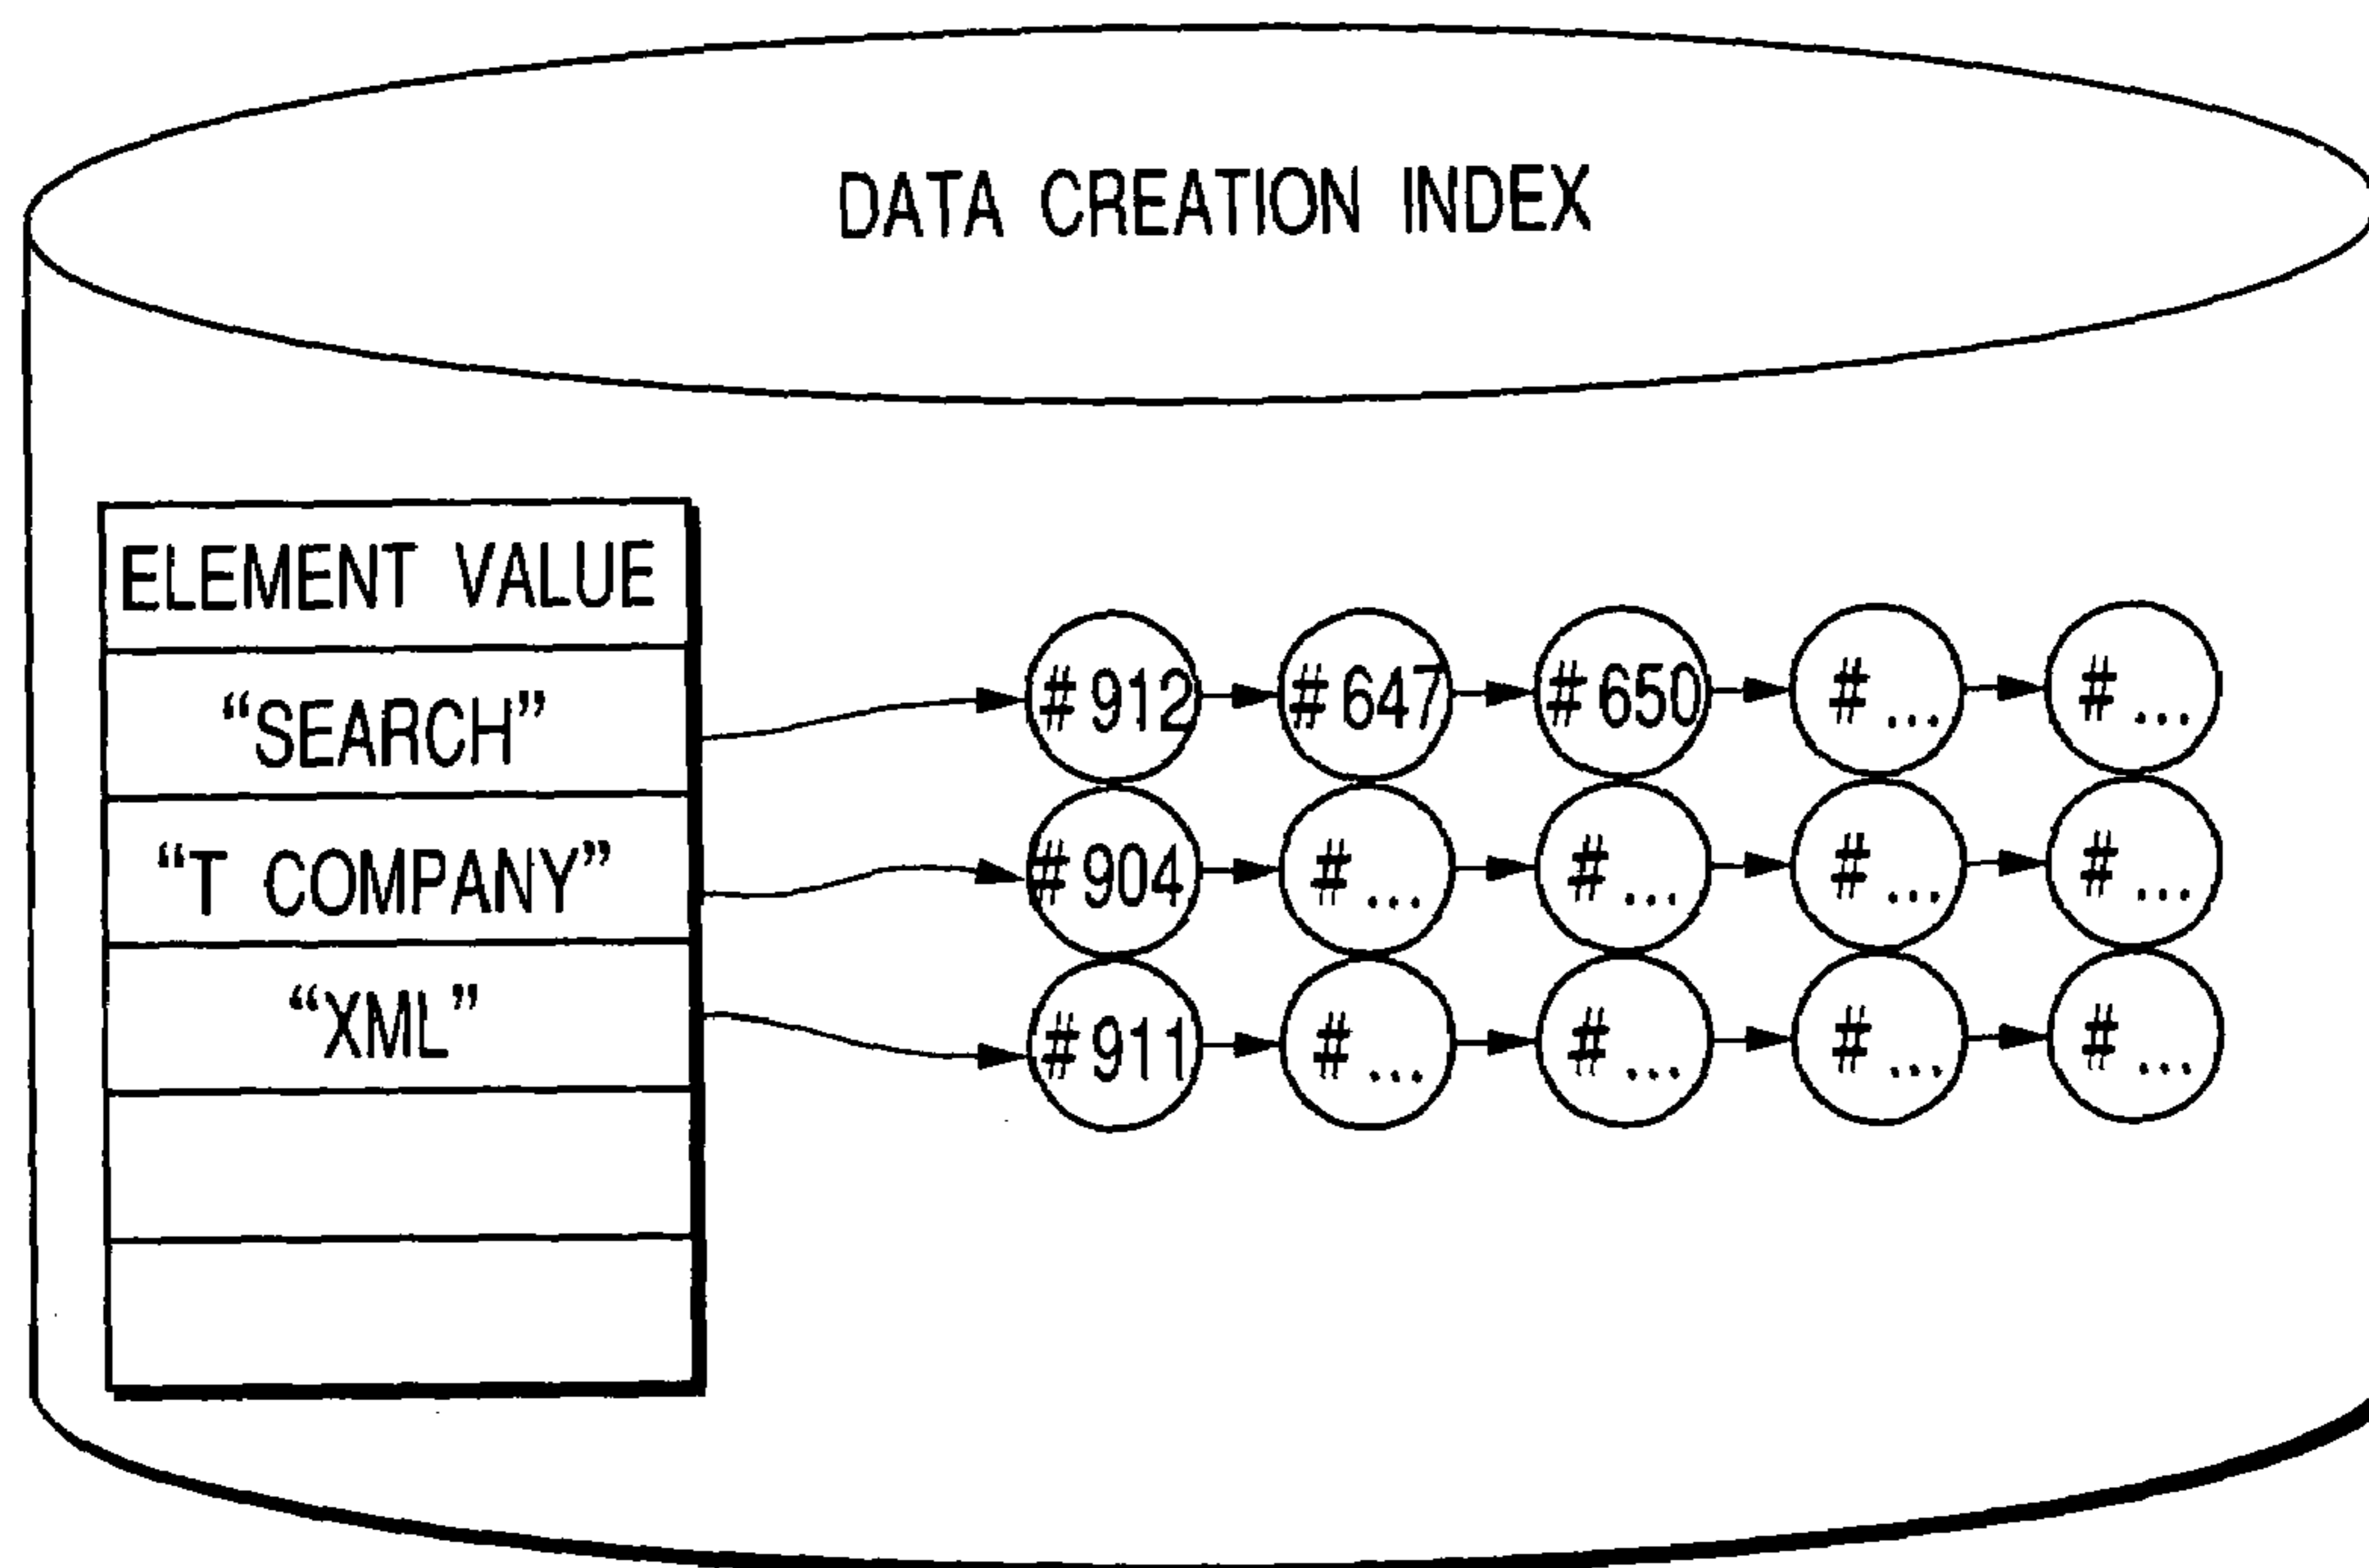 DATA CREATION INDEX
ELEMENT VALUE
“SEARCH”
#912 #647 #650 #... #...
“T COMPANY”
#904 #... #... #... #...
“XML”
#911 #... #... #... #...